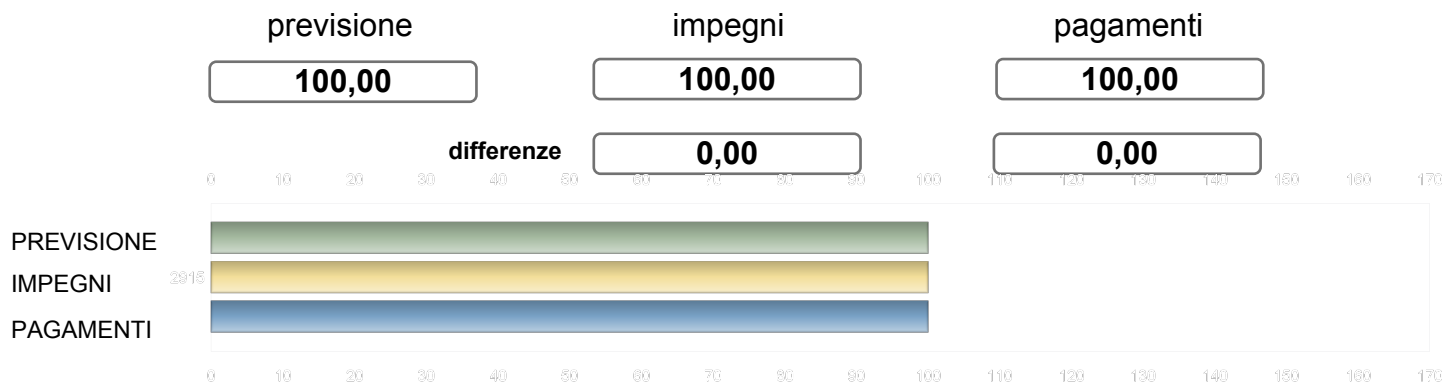 previsione impegni pagamenti
100,00 100,00 100,00
differenze 0,00 0,00
0 10 20 30 40 50 60 70 80 90 100 110 120 130 140 150 160 170
PREVISIONE
IMPEGNI 2915
PAGAMENTI
0 10 20 30 40 50 60 70 80 90 100 110 120 130 140 150 160 170